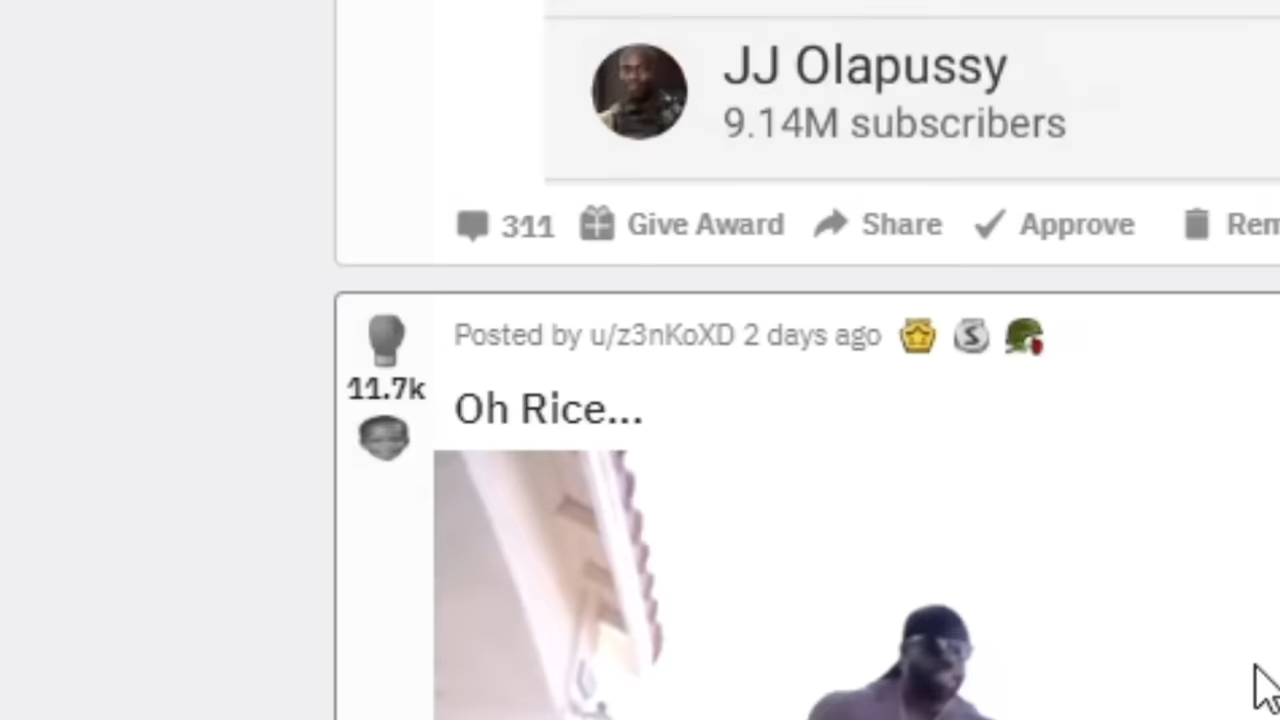 JJ Olapussy
9.14M subscribers
311 Give Award Share Approve
Posted by u/z3nKoXD 2 days ago
11.7k
Oh Rice...